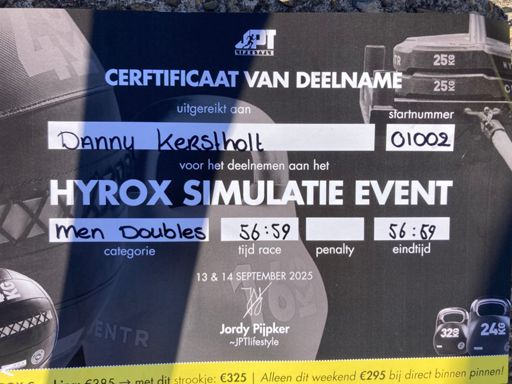 JPT
LIFESTYLE
CERFTIFICAAT VAN DEELNAME
uitgereikt aan
startnummer
Danny Kerstholt
01002
voor het deelnemen aan het
HYROX SIMULATIE EVENT
Men Doubles
56:59
56:59
categorie
tijd race
penalty
eindtijd
13 & 14 SEPTEMBER 2025
Jordy Pijpker
~JPTlifestyle
€385 → met dit strookje: €325 | Alleen dit weekend €295 bij direct binnen pinnen!
25KG
25KG
32KG
24KG